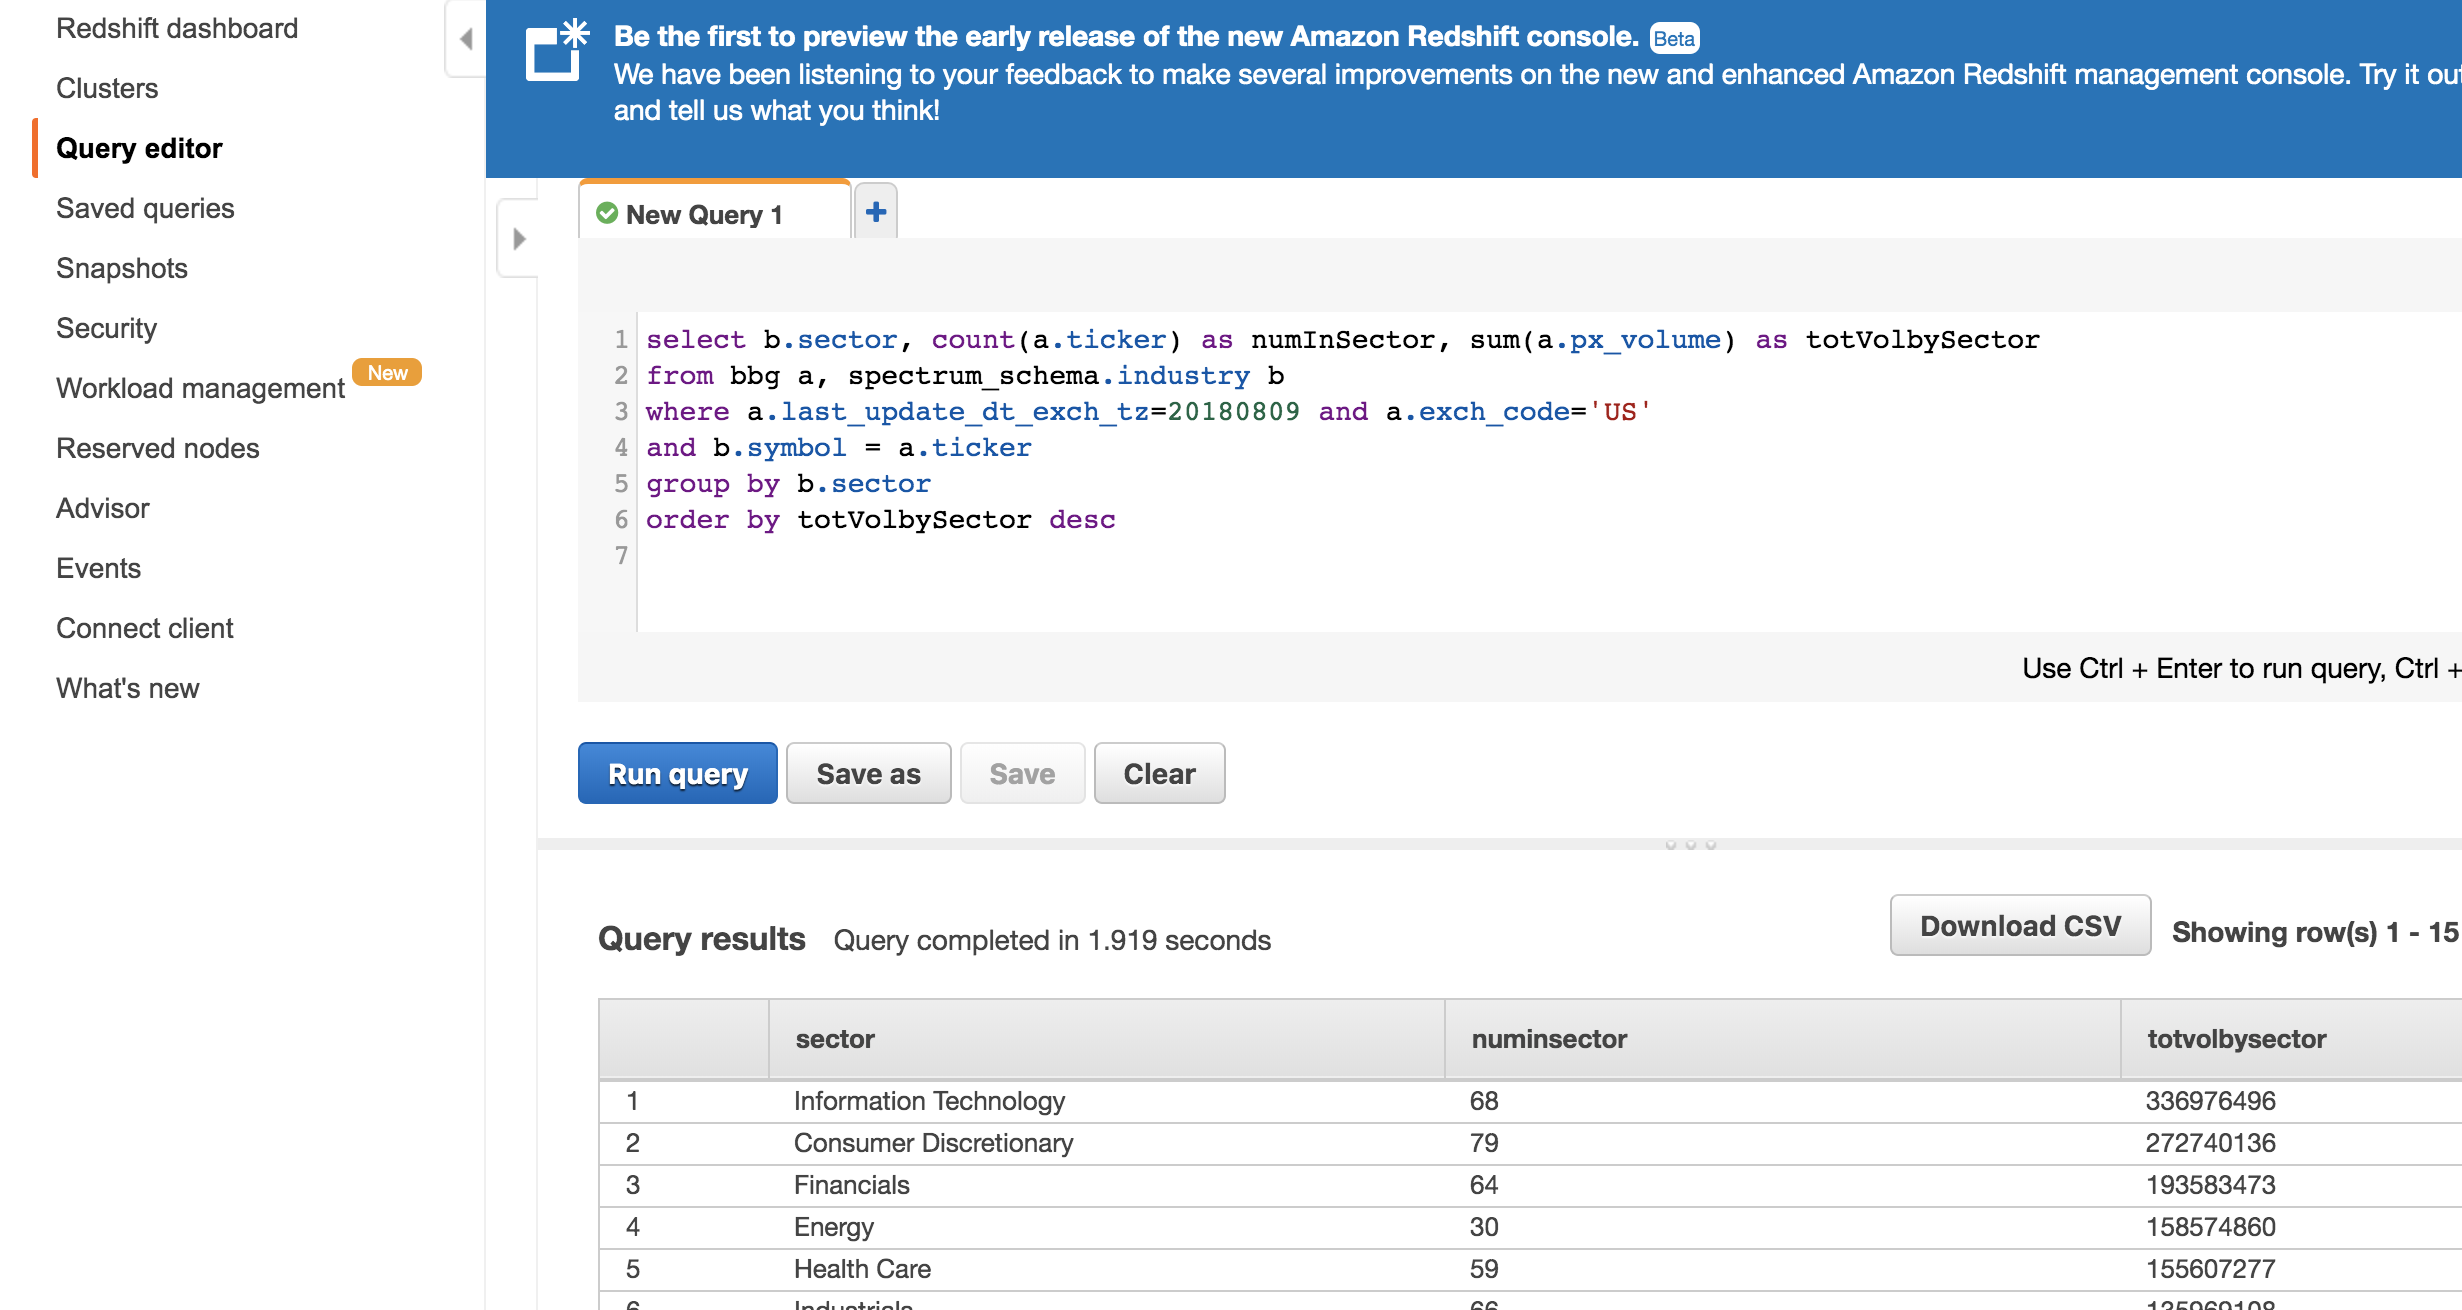 Redshift dashboard
Clusters
Query editor
Saved queries
Snapshots
Security
Workload management New
Reserved nodes
Advisor
Events
Connect client
What's new
Be the first to preview the early release of the new Amazon Redshift console. Beta
We have been listening to your feedback to make several improvements on the new and enhanced Amazon Redshift management console. Try it out
and tell us what you think!
New Query 1
1 select b.sector, count(a.ticker) as numInSector, sum(a.px_volume) as totVolbySector
2 from bbg a, spectrum_schema.industry b
3 where a.last_update_dt_exch_tz=20180809 and a.exch_code='US'
4 and b.symbol = a.ticker
5 group by b.sector
6 order by totVolbySector desc
7
Use Ctrl + Enter to run query, Ctrl +
Run query Save as Save Clear
Query results Query completed in 1.919 seconds Download CSV Showing row(s) 1 - 15
sector numinsector totvolbysector
1 Information Technology 68 336976496
2 Consumer Discretionary 79 272740136
3 Financials 64 193583473
4 Energy 30 158574860
5 Health Care 59 155607277
6 Industrials 66